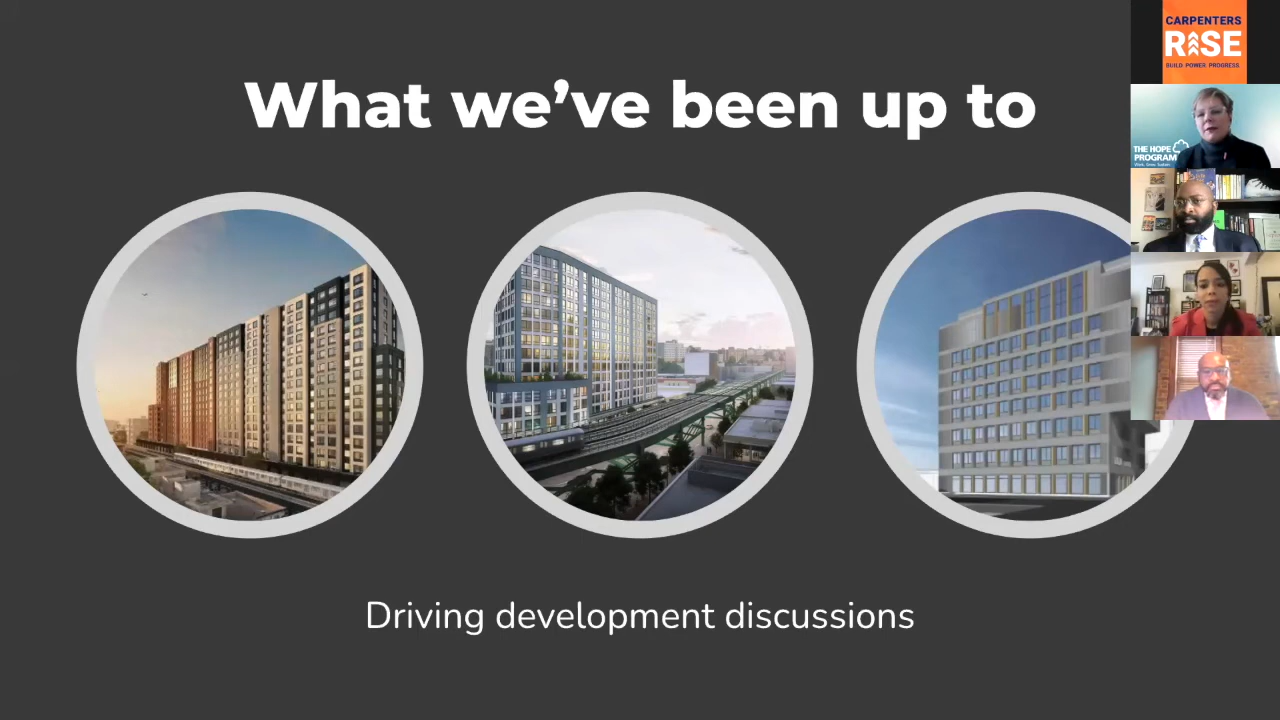 What we’ve been up to
Driving development discussions
CARPENTERS
RISE
BUILD. POWER. PROGRESS.
THE HOPE
PROGRAM